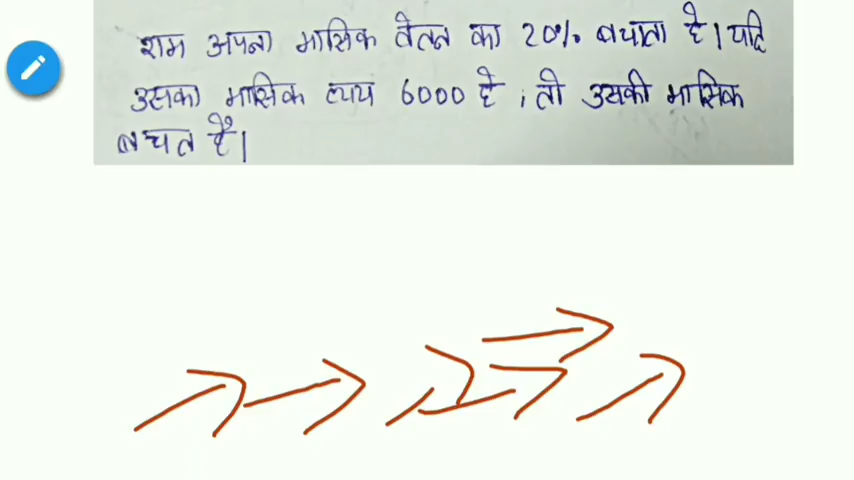 राम अपना मासिक वेतन का 20% बचाता है। यदि
उसका मासिक व्यय 6000 है, तो उसकी मासिक
बचत है।